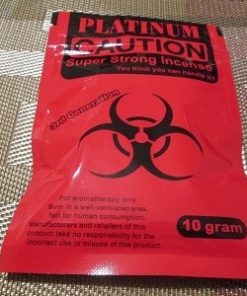 PLATINUM
CAUTION
Super Strong Incense
You think you can handle it?
3rd Generation
For aromatherapy only.
Burn in a well-ventilated area.
Not for human consumption.
Manufacturers and retailers of this
product take no responsibility for the
incorrect use or misuse of this product.
10 gram